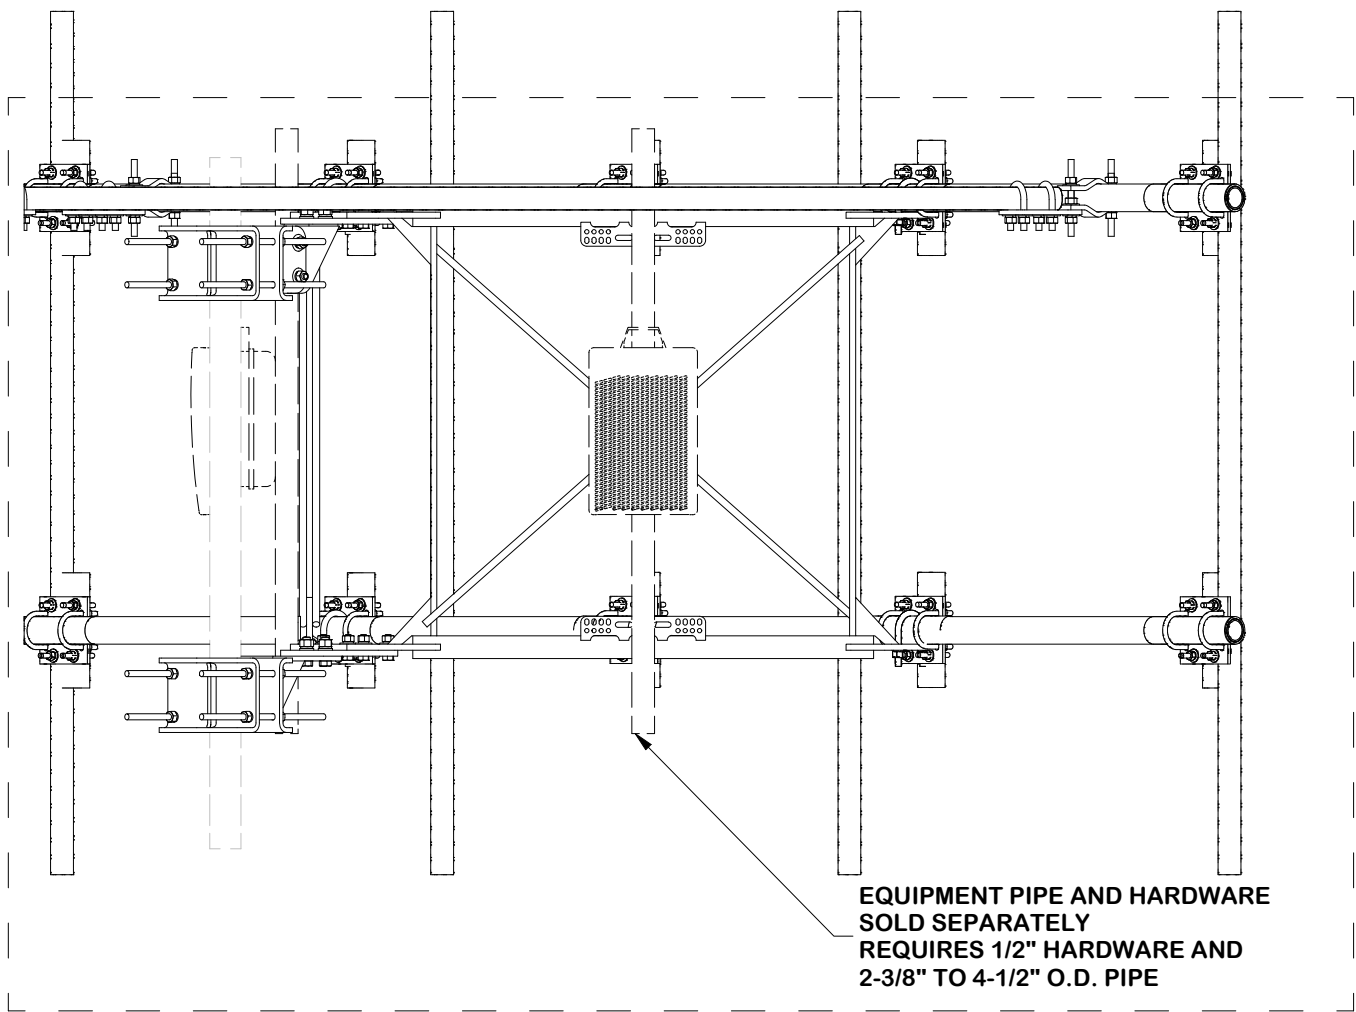 EQUIPMENT PIPE AND HARDWARE
SOLD SEPARATELY
REQUIRES 1/2" HARDWARE AND
2-3/8" TO 4-1/2" O.D. PIPE